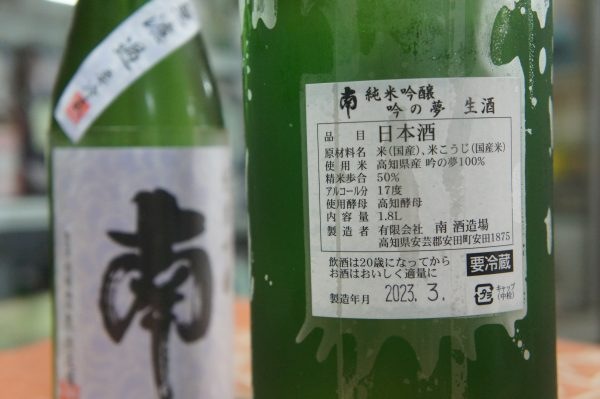 濾過
南
南 純米吟醸
吟の夢 生酒
品目 日本酒
原材料名 米(国産)、米こうじ(国産米)
使用米 高知県産 吟の夢100%
精米歩合 50%
アルコール分 17度
使用酵母 高知酵母
内容量 1.8L
製造者 有限会社 南 酒造場
高知県安芸郡安田町安田1875
飲酒は20歳になってから
お酒はおいしく適量に
要冷蔵
製造年月 2023.3.
プラ
キャップ
(中栓)